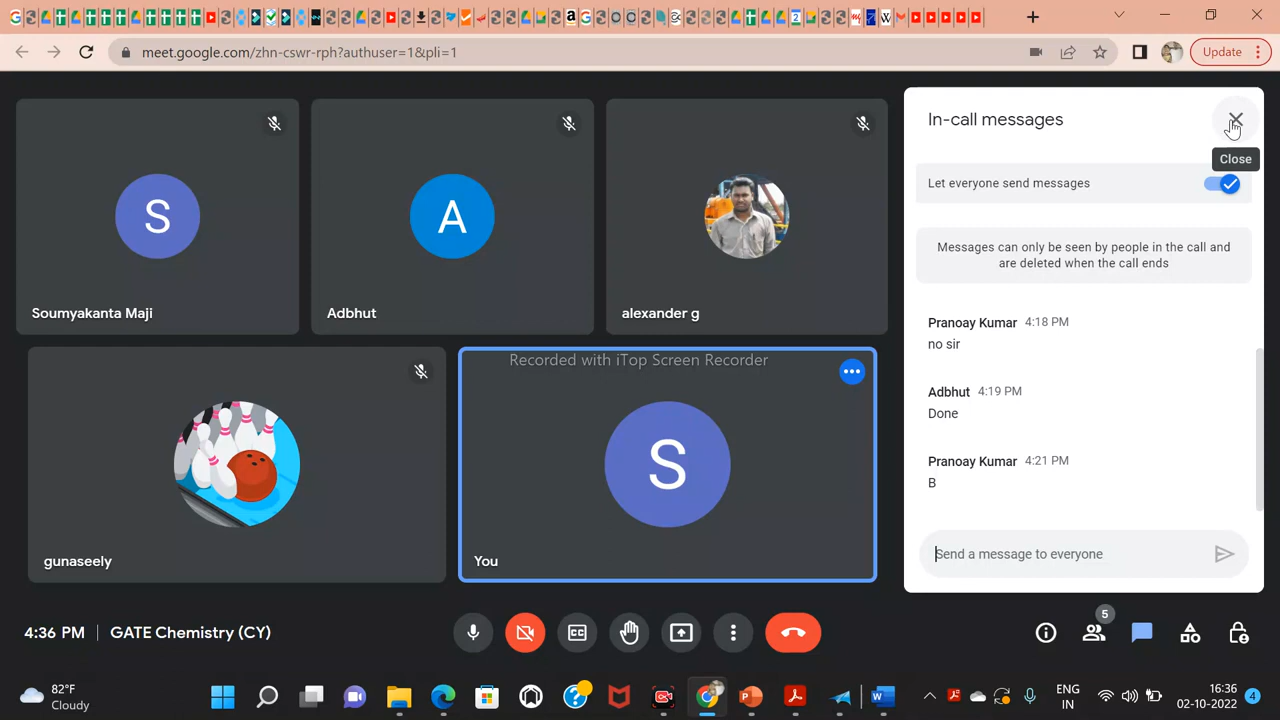 meet.google.com/zhn-cswr-rph?authuser=1&pli=1
Update
S
Soumyakanta Maji
A
Adbhut
alexander g
gunaseely
Recorded with iTop Screen Recorder
S
You
In-call messages
Close
Let everyone send messages
Messages can only be seen by people in the call and
are deleted when the call ends
Pranoay Kumar 4:18 PM
no sir
Adbhut 4:19 PM
Done
Pranoay Kumar 4:21 PM
B
Send a message to everyone
4:36 PM | GATE Chemistry (CY)
5
82°F
Cloudy
ENG
IN
16:36
02-10-2022
4